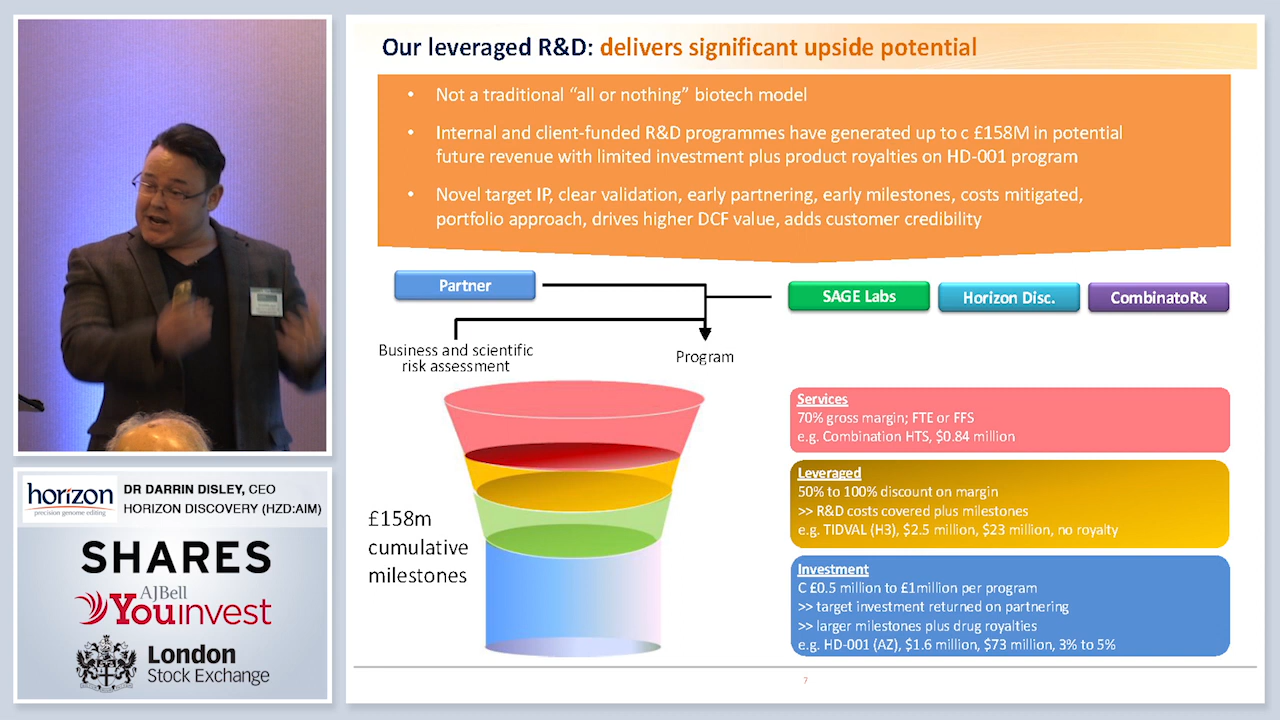 Our leveraged R&D: delivers significant upside potential
• Not a traditional “all or nothing” biotech model
• Internal and client-funded R&D programmes have generated up to c £158M in potential
future revenue with limited investment plus product royalties on HD-001 program
• Novel target IP, clear validation, early partnering, early milestones, costs mitigated,
portfolio approach, drives higher DCF value, adds customer credibility
Partner
SAGE Labs
Horizon Disc.
CombinatoRx
Business and scientific
risk assessment
Program
£158m
cumulative
milestones
Services
70% gross margin; FTE or FFS
e.g. Combination HTS, $0.84 million
Leveraged
50% to 100% discount on margin
>> R&D costs covered plus milestones
e.g. TIDVAL (H3), $2.5 million, $23 million, no royalty
Investment
C £0.5 million to £1million per program
>> target investment returned on partnering
>> larger milestones plus drug royalties
e.g. HD-001 (AZ), $1.6 million, $73 million, 3% to 5%
7
horizon
precision genome editing
DR DARRIN DISLEY, CEO
HORIZON DISCOVERY (HZD:AIM)
SHARES
AJBell
Youinvest
London
Stock Exchange